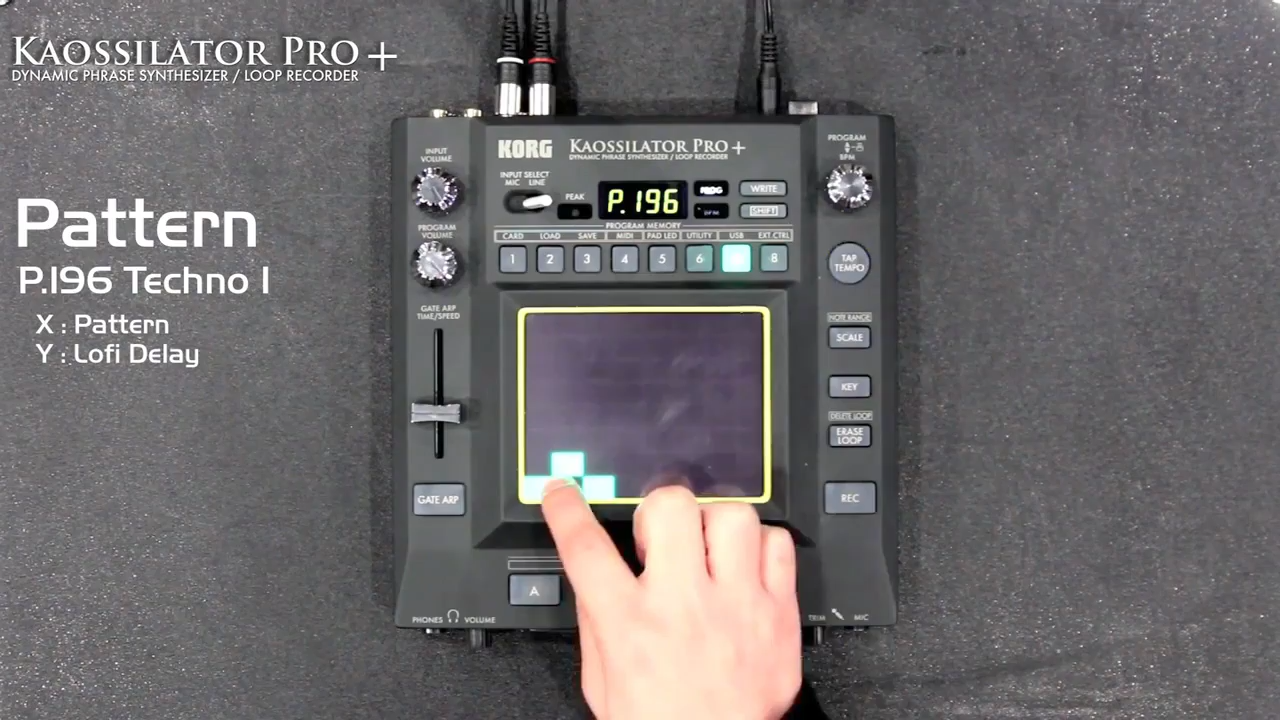 KAOSSILATOR PRO +
DYNAMIC PHRASE SYNTHESIZER / LOOP RECORDER
Pattern
P.196 Techno 1
X : Pattern
Y : Lofi Delay
KORG
KAOSSILATOR PRO +
DYNAMIC PHRASE SYNTHESIZER / LOOP RECORDER
INPUT VOLUME
INPUT SELECT
MIC LINE
PEAK
P.196
PROG
BPM
WRITE
SHIFT
PROGRAM
BPM
PROGRAM MEMORY
CARD LOAD SAVE MIDI PAD LED UTILITY USB EXT.CTRL
1 2 3 4 5 6 8
PROGRAM VOLUME
TAP TEMPO
GATE ARP
TIME/SPEED
NOTE RANGE
SCALE
KEY
DELETE LOOP
ERASE LOOP
GATE ARP
REC
A
PHONES VOLUME
TRIM MIC